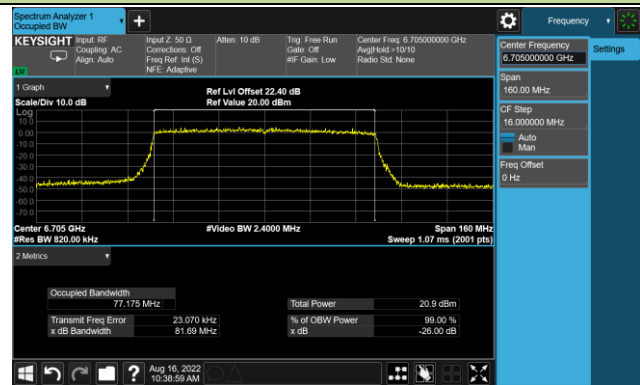 Spectrum Analyzer 1
Occupied BW
Frequency
KEYSIGHT
Input: RF
Coupling: AC
Align: Auto
Input Z: 50 Ω
Corrections: Off
Freq Ref: Int (S)
NFE: Adaptive
Atten: 10 dB
Trig: Free Run
Gate: Off
#IF Gain: Low
Center Freq: 6.705000000 GHz
Avg|Hold:>10/10
Radio Std: None
LV
Center Frequency
6.705000000 GHz
Settings
Span
160.00 MHz
CF Step
16.000000 MHz
Auto
Man
Freq Offset
0 Hz
1 Graph
Scale/Div 10.0 dB
Ref Lvl Offset 22.40 dB
Ref Value 20.00 dBm
Log
10.0
0.00
-10.0
-20.0
-30.0
-40.0
-50.0
-60.0
-70.0
Center 6.705 GHz
#Video BW 2.4000 MHz
Span 160 MHz
#Res BW 820.00 kHz
Sweep 1.07 ms (2001 pts)
2 Metrics
Occupied Bandwidth
77.175 MHz
Total Power 20.9 dBm
Transmit Freq Error 23.070 kHz
% of OBW Power 99.00 %
x dB Bandwidth 81.69 MHz
x dB -26.00 dB
?
Aug 16, 2022
10:38:59 AM